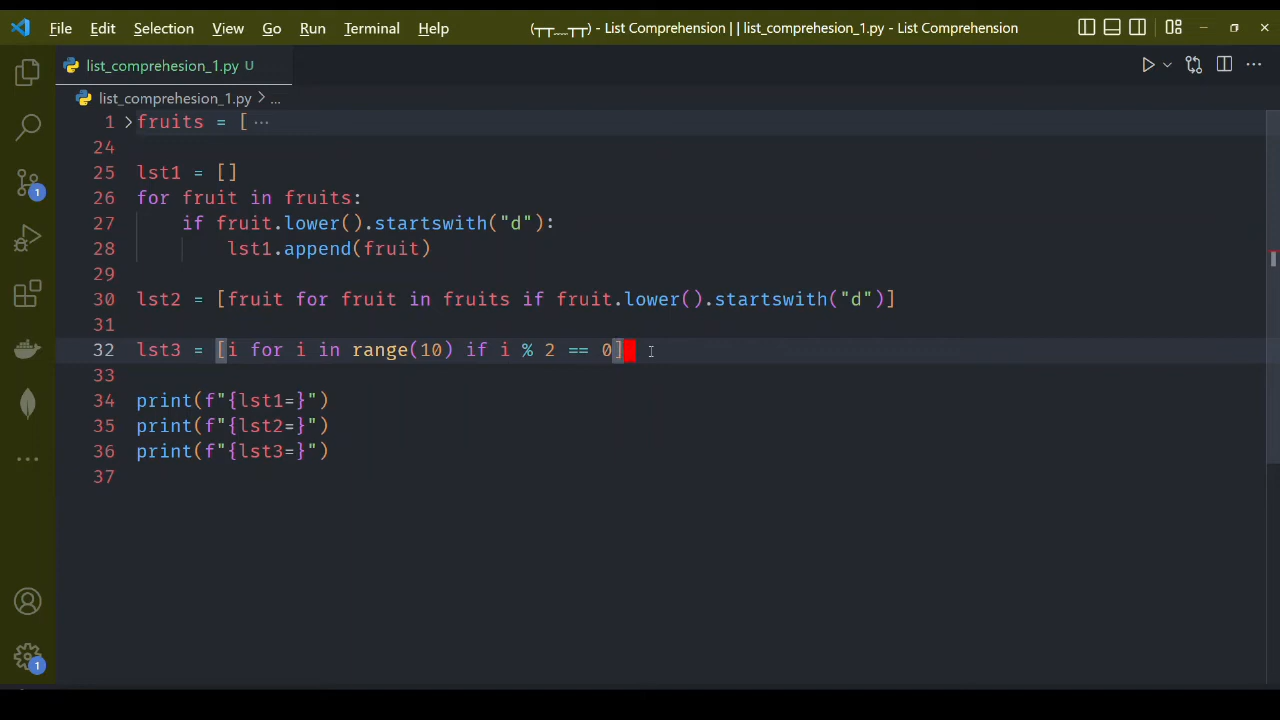 File Edit Selection View Go Run Terminal Help (┬┬﹏┬┬) - List Comprehension | | list_comprehesion_1.py - List Comprehension
list_comprehesion_1.py U
list_comprehesion_1.py > ...
1 > fruits = [ ...
24
25 lst1 = []
26 for fruit in fruits:
27 if fruit.lower().startswith("d"):
28 lst1.append(fruit)
29
30 lst2 = [fruit for fruit in fruits if fruit.lower().startswith("d")]
31
32 lst3 = [i for i in range(10) if i % 2 == 0]
33
34 print(f"{lst1=}")
35 print(f"{lst2=}")
36 print(f"{lst3=}")
37
1
1